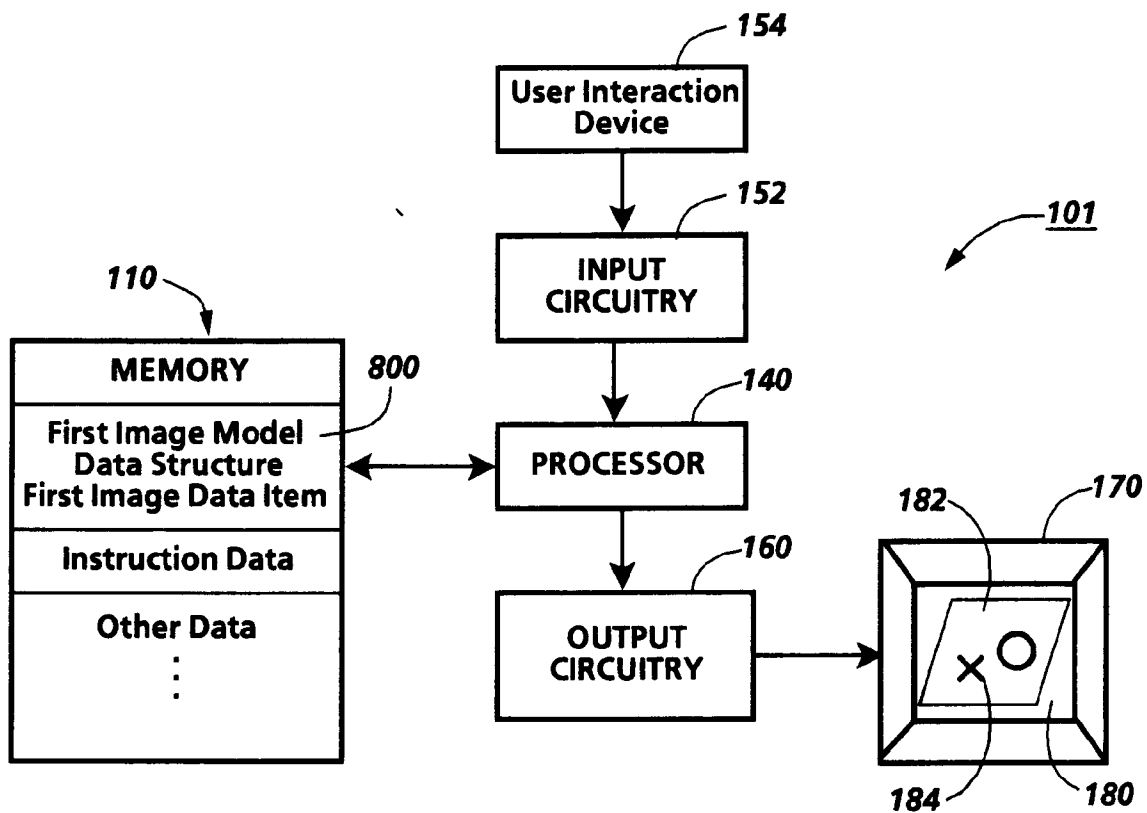 154
User Interaction
Device
152
101
INPUT
CIRCUITRY
110
MEMORY
800
140
First Image Model
Data Structure
First Image Data Item
PROCESSOR
182
170
Instruction Data
160
Other Data
OUTPUT
CIRCUITRY
184
180